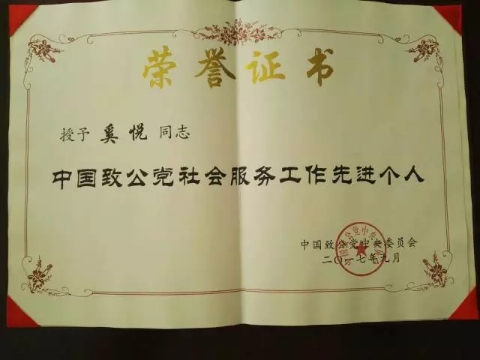 荣誉证书
授予 奚悦 同志
中国致公党社会服务工作先进个人
中国致公党中央委员会
二〇一七年九月